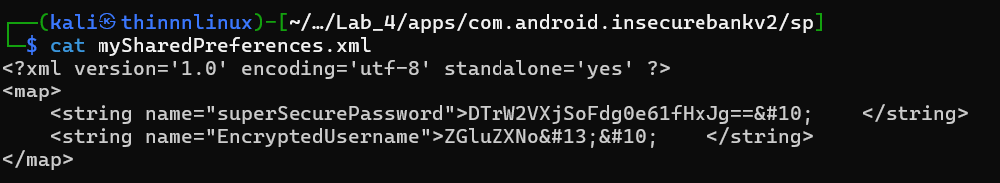 ┌──(kali㉿thinnnlinux)-[~/…/Lab_4/apps/com.android.insecurebankv2/sp]
└─$ cat mySharedPreferences.xml
<?xml version='1.0' encoding='utf-8' standalone='yes' ?>
<map>
    <string name="superSecurePassword">DTrW2VXjSoFdg0e61fHxJg==&#10;    </string>
    <string name="EncryptedUsername">ZGluZXNo&#13;&#10;    </string>
</map>